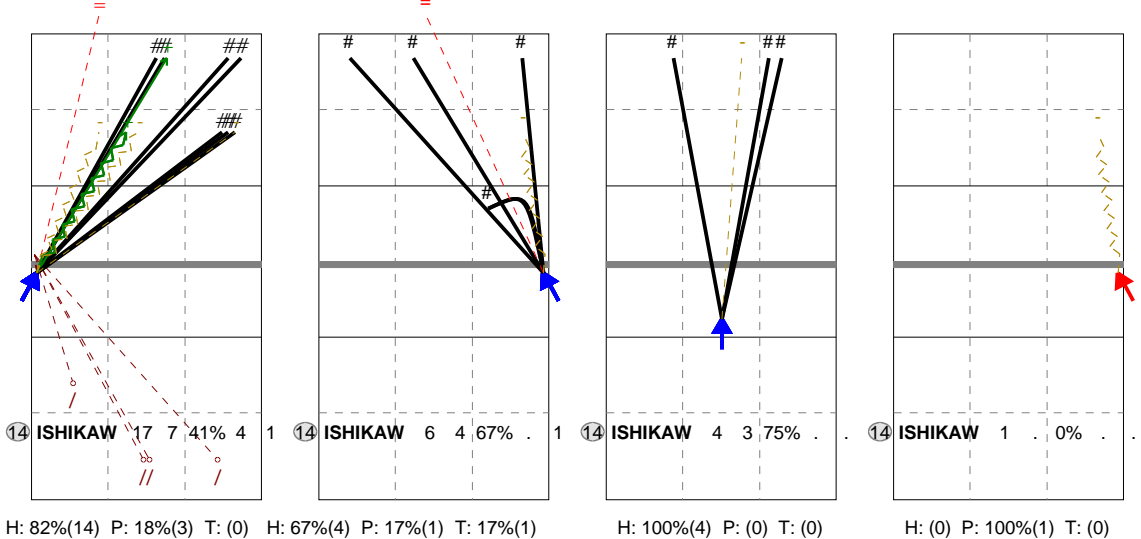 = =
## ## # # # # ##
###
#
14 ISHIKAW 17 7 41% 4 1 14 ISHIKAW 6 4 67% . 1 14 ISHIKAW 4 3 75% . . 14 ISHIKAW 1 . 0% . .
/
// /
H: 82%(14) P: 18%(3) T: (0) H: 67%(4) P: 17%(1) T: 17%(1) H: 100%(4) P: (0) T: (0) H: (0) P: 100%(1) T: (0)